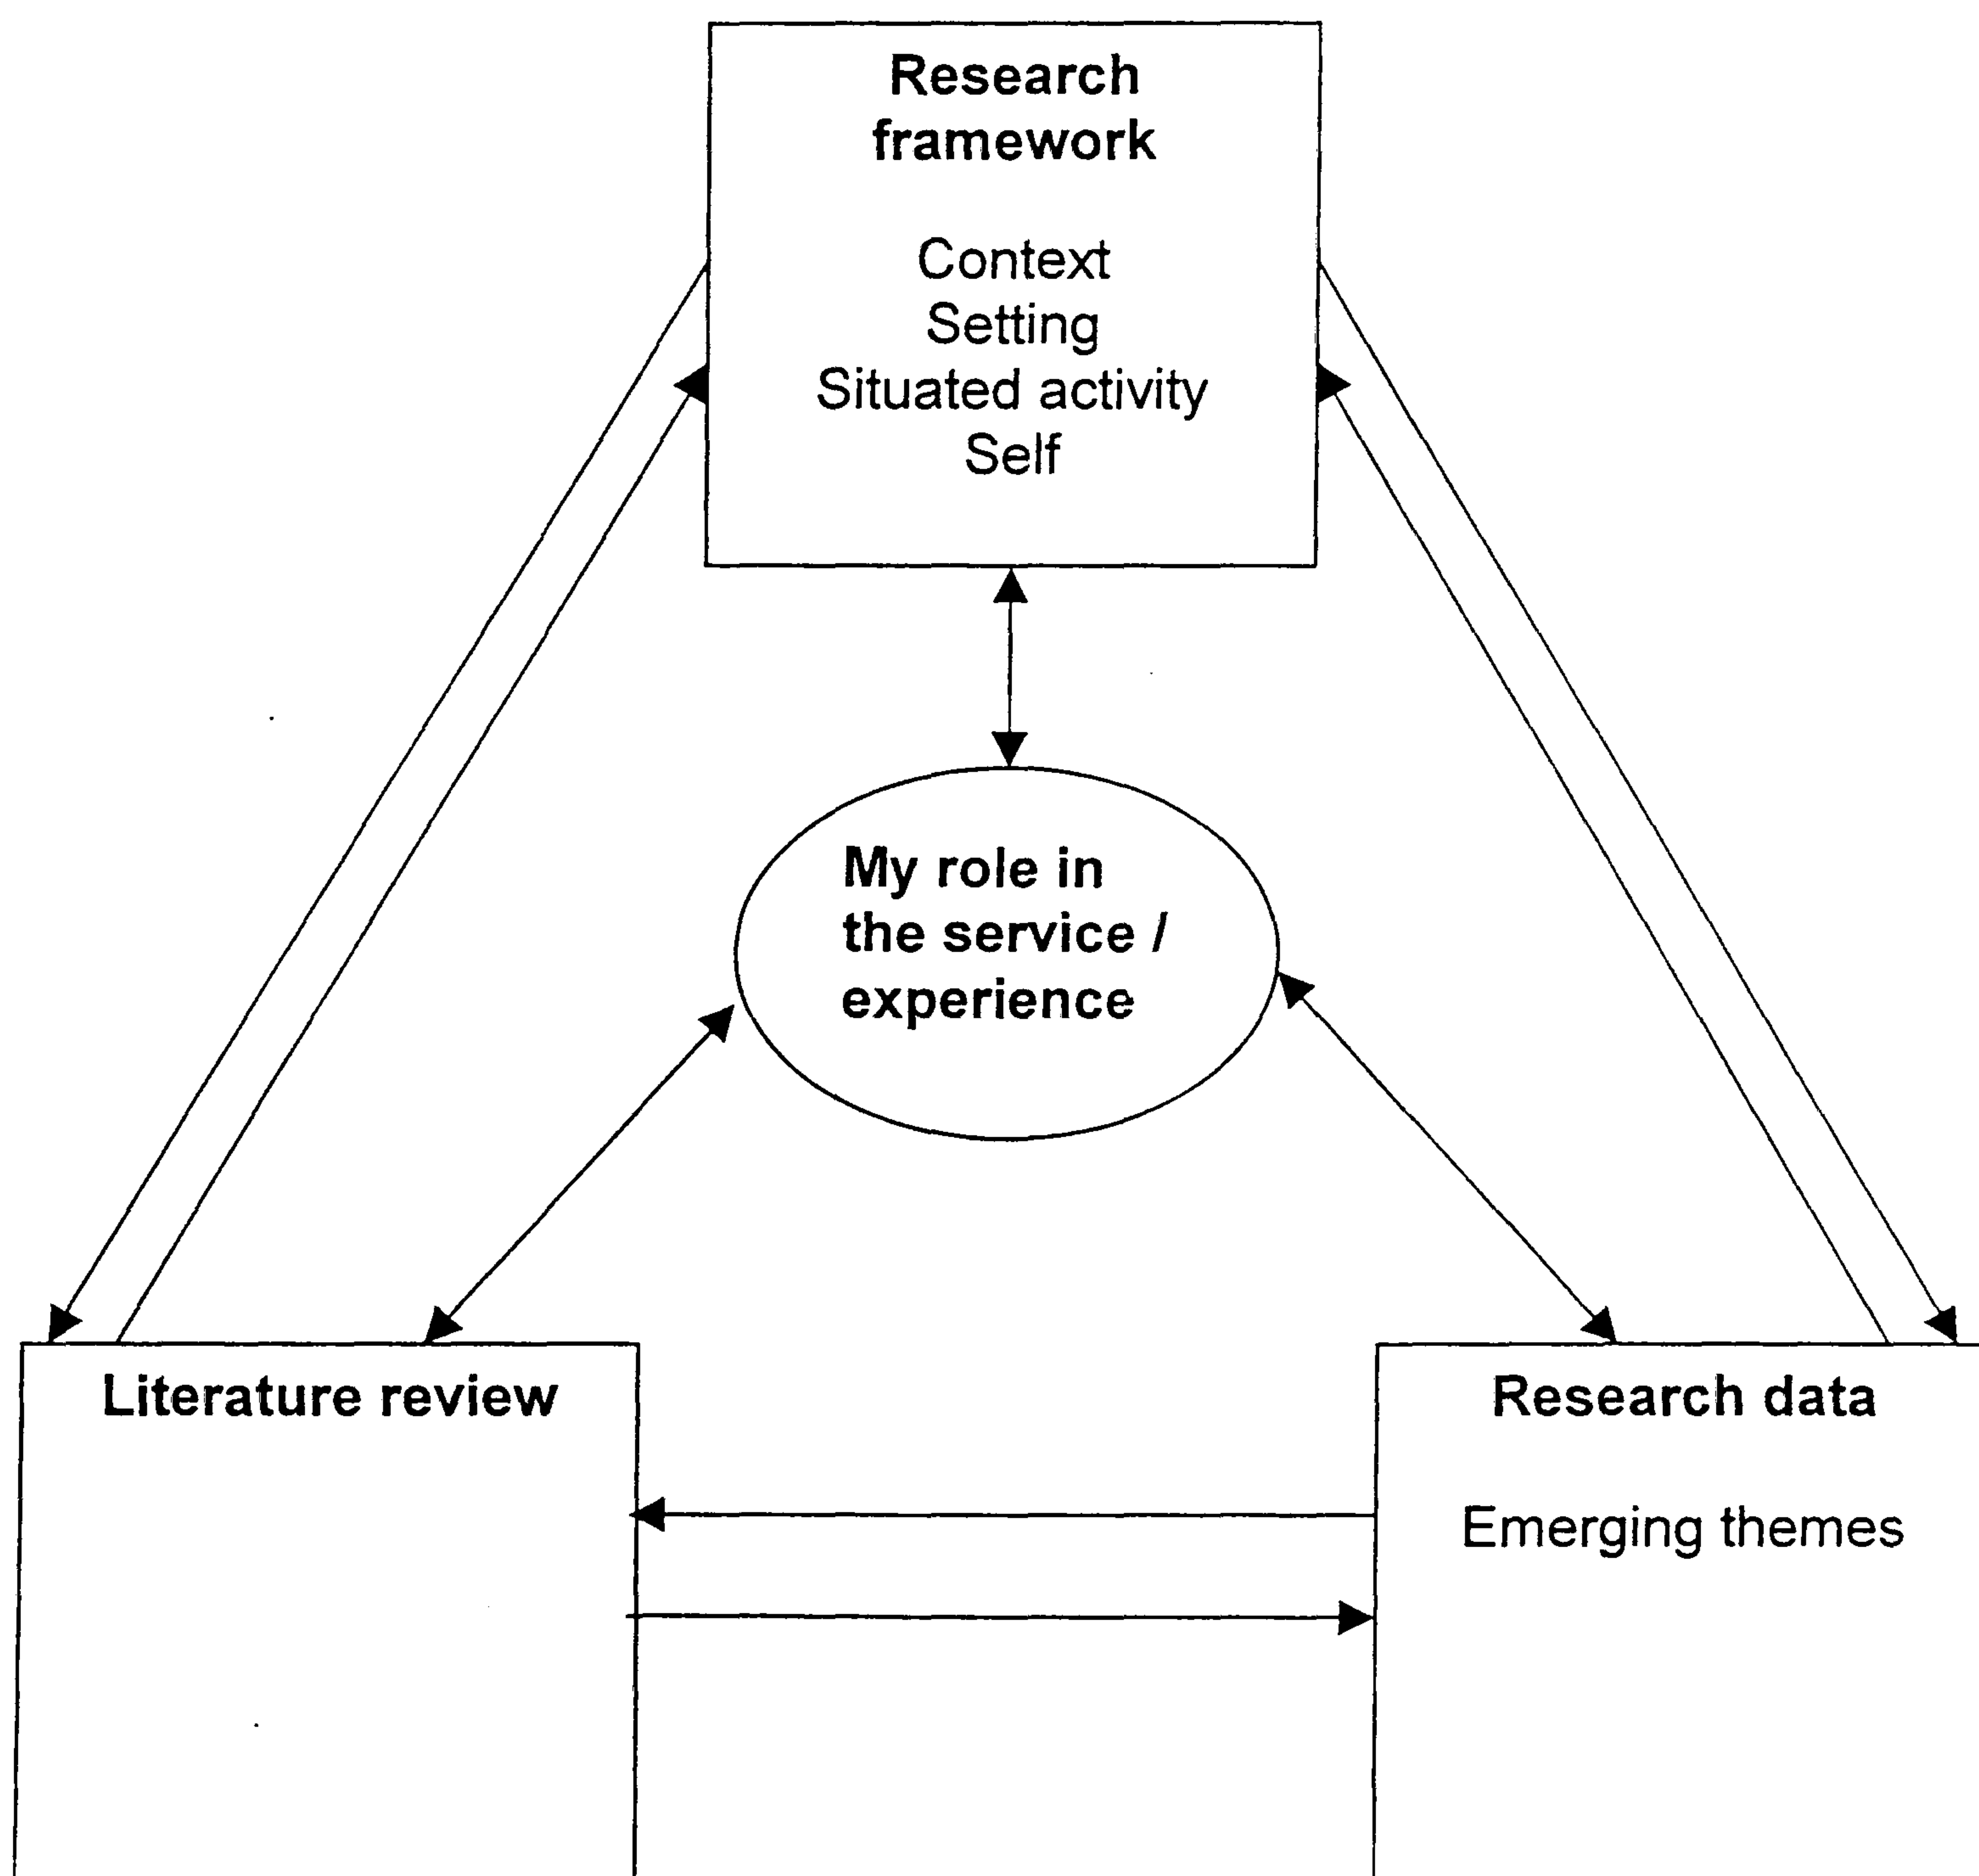 Research
framework
Context
Setting
Situated activity
Self
My role in
the service /
experience
Literature review
Research data
Emerging themes